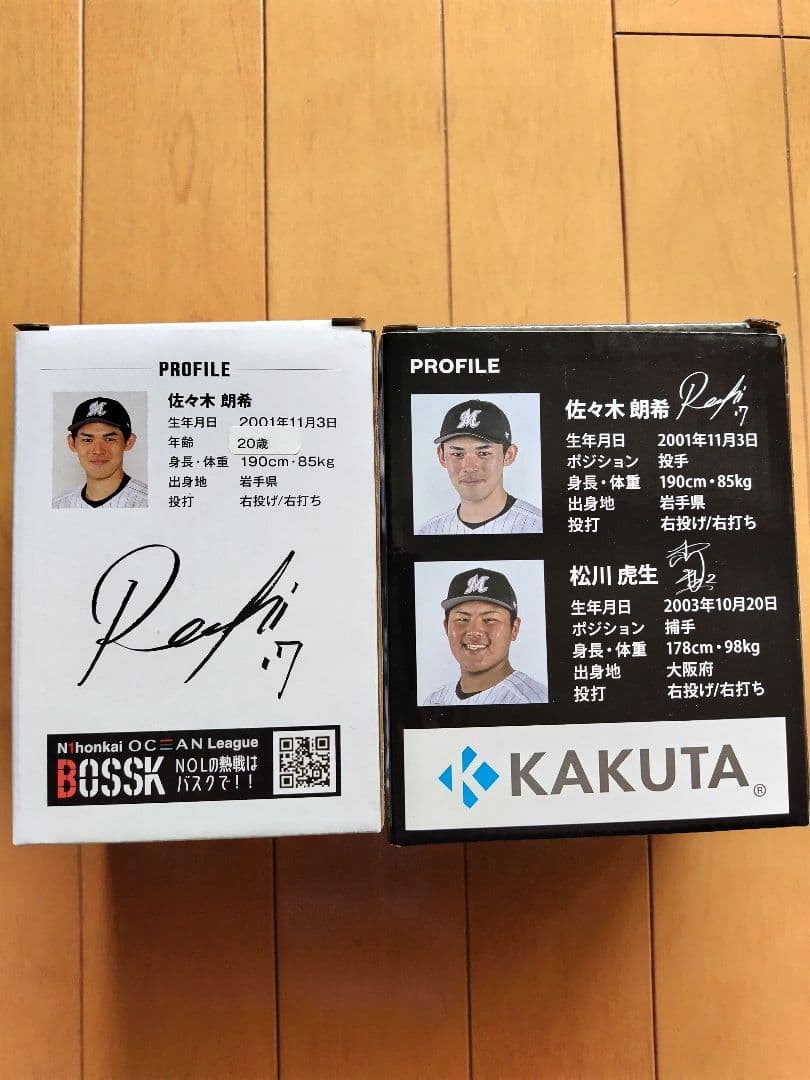 PROFILE
佐々木 朗希
生年月日 2001年11月3日
年齢 20歳
身長・体重 190cm・85kg
出身地 岩手県
投打 右投げ/右打ち
N1honkai OCEAN League
BOSSK NOLの熱戦は
バスクで!!
PROFILE
佐々木 朗希
生年月日 2001年11月3日
ポジション 投手
身長・体重 190cm・85kg
出身地 岩手県
投打 右投げ/右打ち
松川 虎生
生年月日 2003年10月20日
ポジション 捕手
身長・体重 178cm・98kg
出身地 大阪府
投打 右投げ/右打ち
KAKUTA®